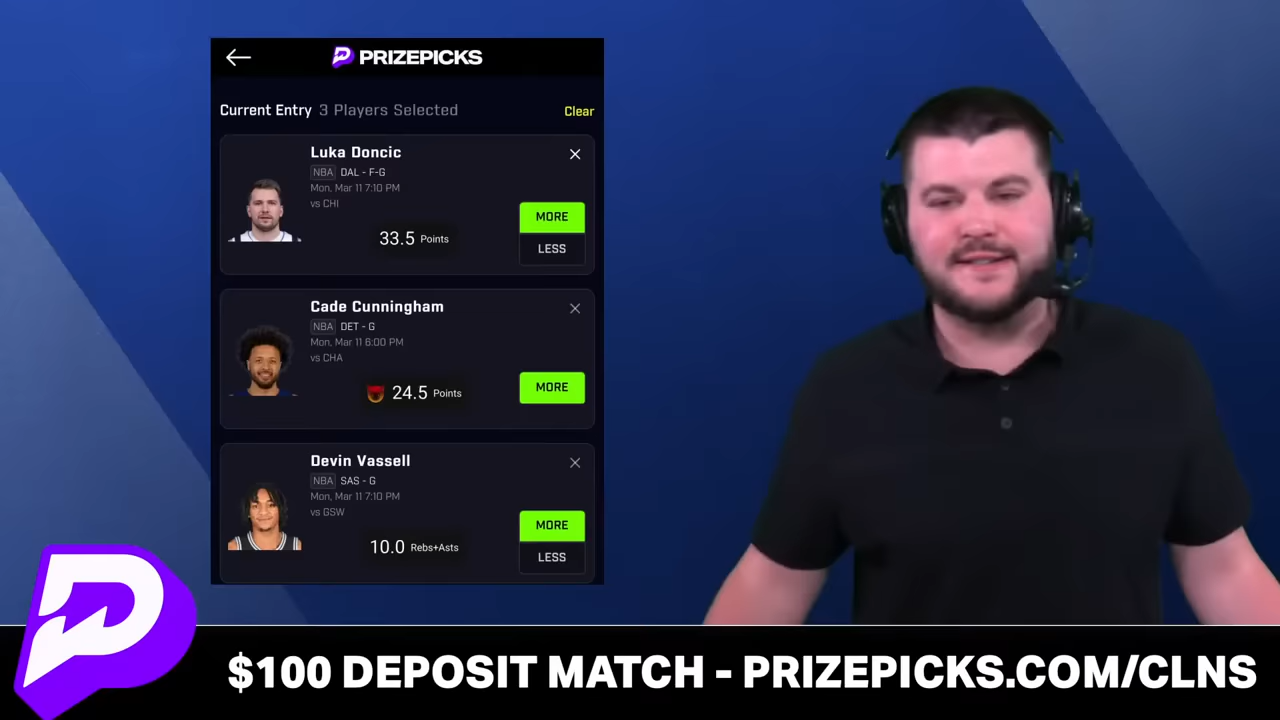 PRIZEPICKS
Current Entry 3 Players Selected Clear
Luka Doncic
NBA DAL - F-G
Mon, Mar 11 7:10 PM
vs CHI
33.5 Points
MORE
LESS
Cade Cunningham
NBA DET - G
Mon, Mar 11 6:00 PM
vs CHA
24.5 Points
MORE
Devin Vassell
NBA SAS - G
Mon, Mar 11 7:10 PM
vs GSW
10.0 Rebs+Asts
MORE
LESS
$100 DEPOSIT MATCH - PRIZEPICKS.COM/CLNS